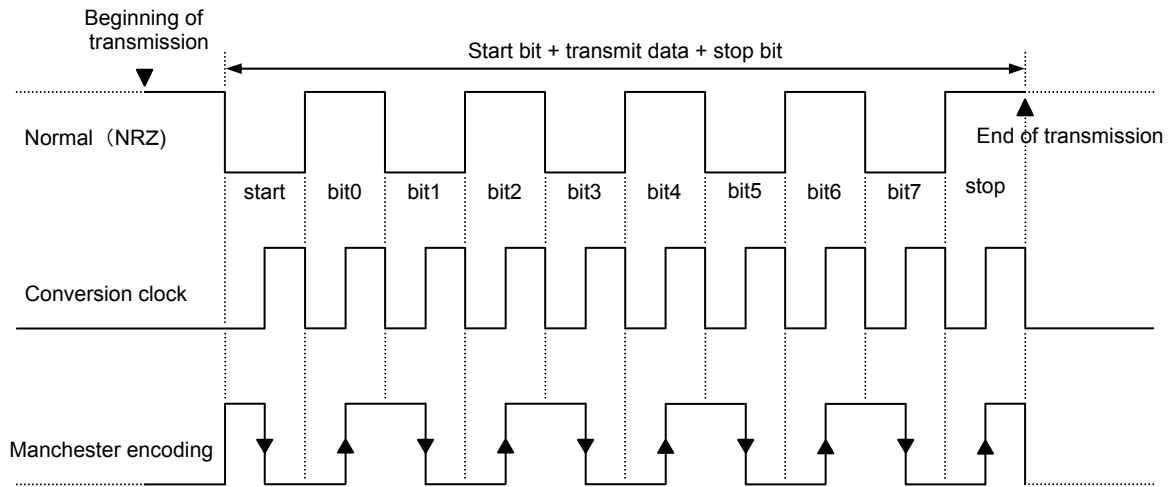 Beginning of
transmission
Start bit + transmit data + stop bit
Normal（NRZ)
End of transmission
start bit0 bit1 bit2 bit3 bit4 bit5 bit6 bit7 stop
Conversion clock
Manchester encoding